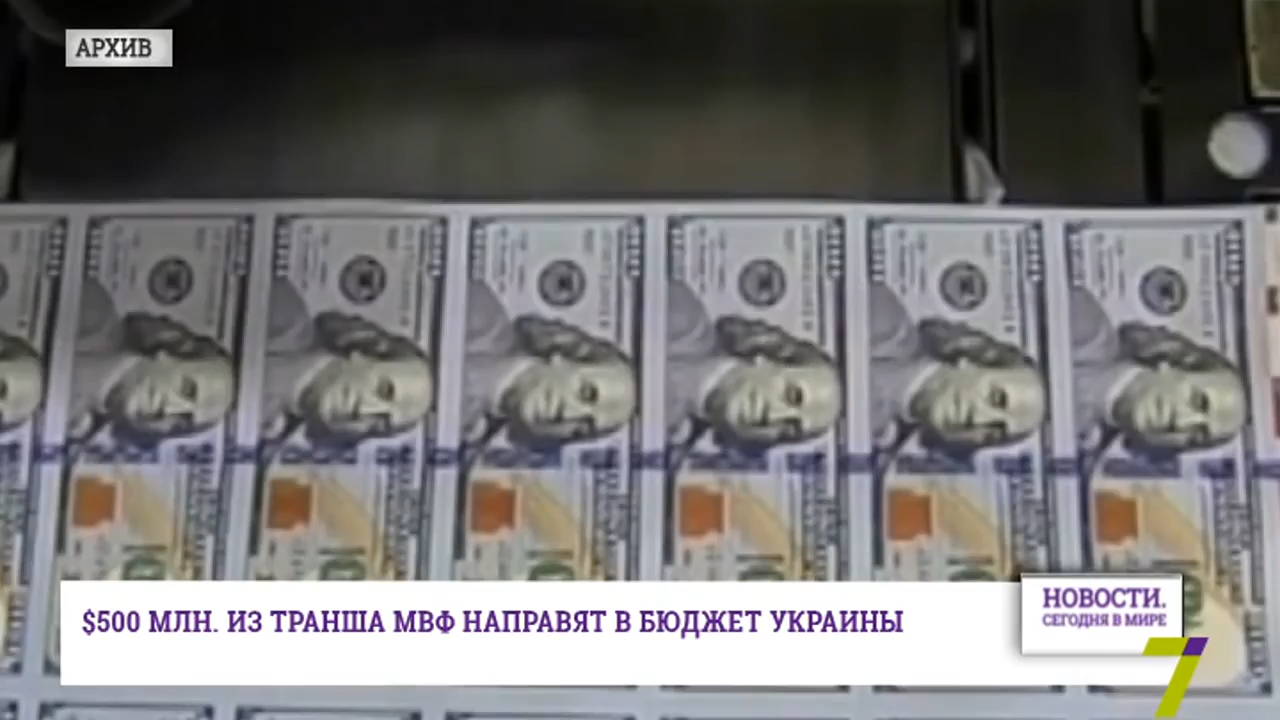 АРХИВ
$500 МЛН. ИЗ ТРАНША МВФ НАПРАВЯТ В БЮДЖЕТ УКРАИНЫ
НОВОСТИ.
СЕГОДНЯ В МИРЕ
7